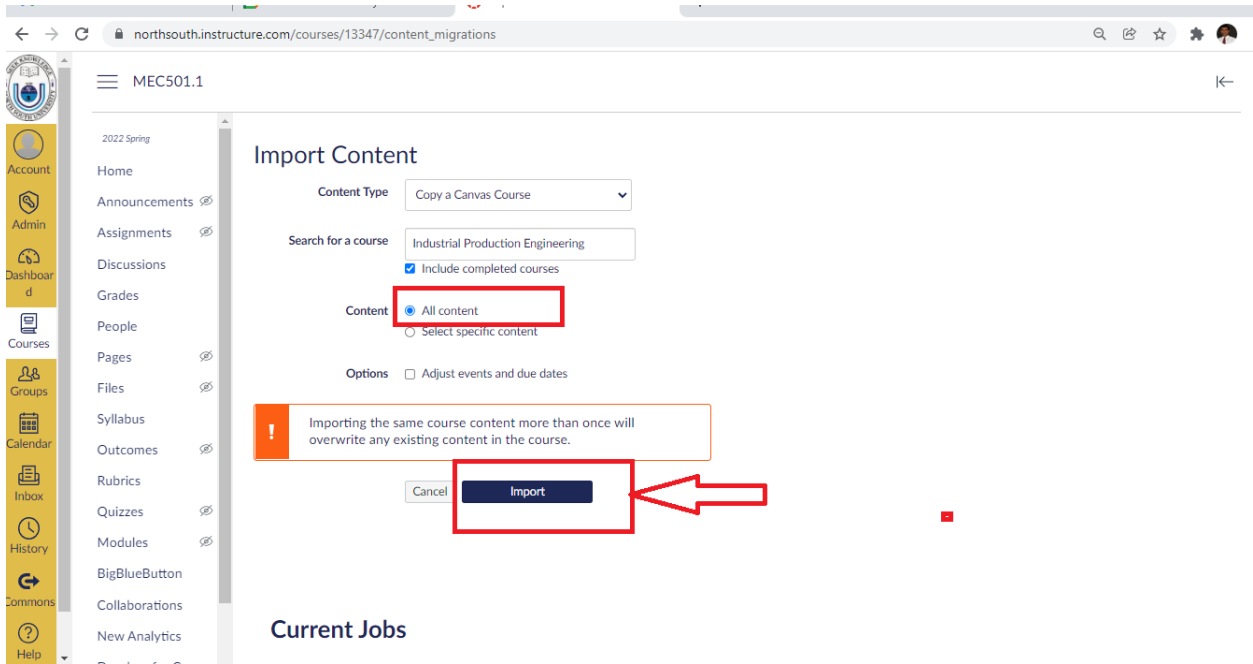 northsouth.instructure.com/courses/13347/content_migrations
MEC501.1
Account
Admin
Dashboar
d
Courses
Groups
Calendar
Inbox
History
Commons
Help
2022 Spring
Home
Announcements
Assignments
Discussions
Grades
People
Pages
Files
Syllabus
Outcomes
Rubrics
Quizzes
Modules
BigBlueButton
Collaborations
New Analytics
Import Content
Content Type
Copy a Canvas Course
Search for a course
Industrial Production Engineering
Include completed courses
Content
All content
Select specific content
Options
Adjust events and due dates
!
Importing the same course content more than once will
overwrite any existing content in the course.
Cancel
Import
Current Jobs